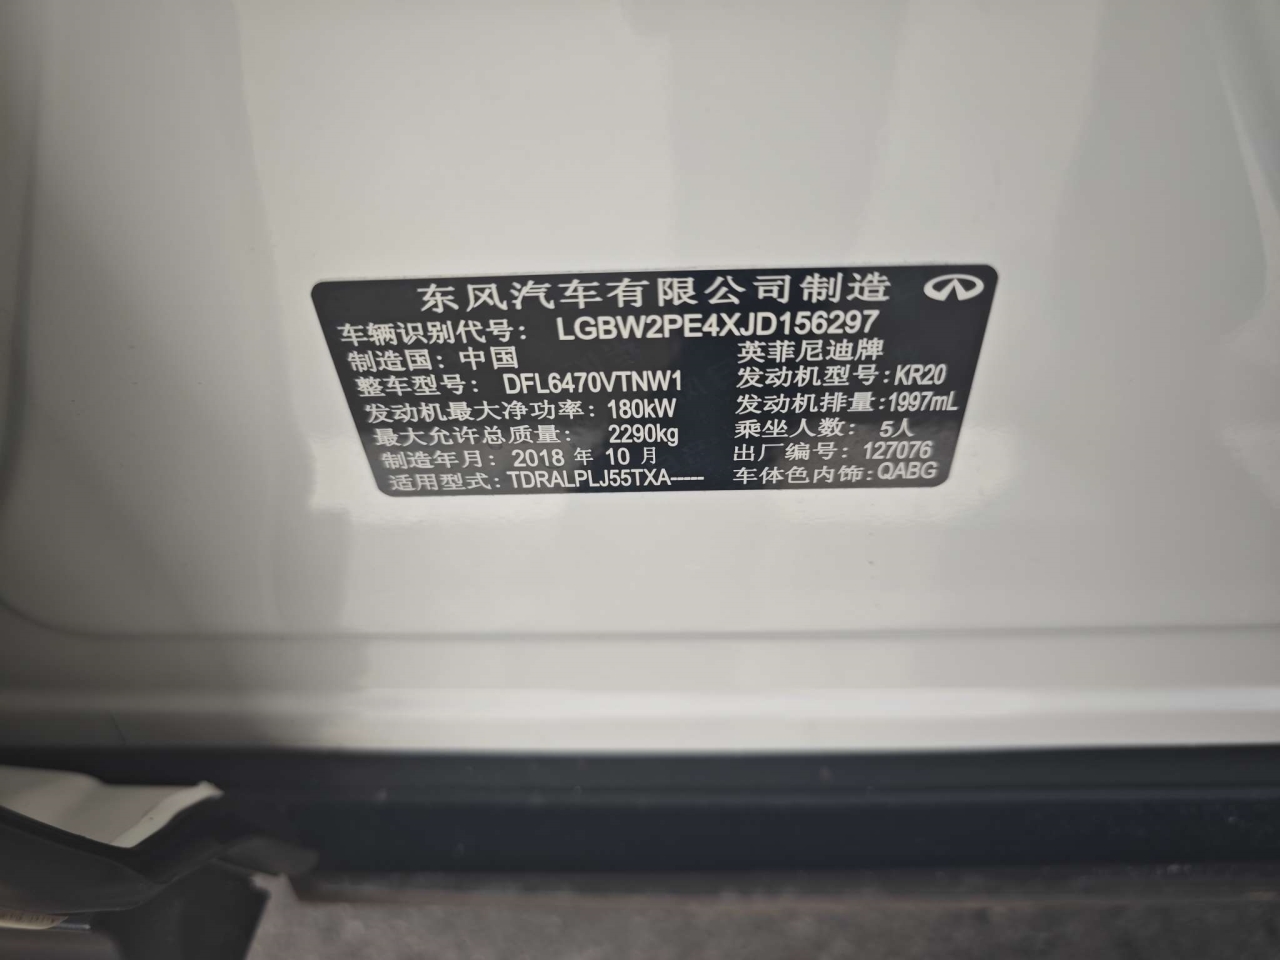 东风汽车有限公司制造
车辆识别代号： LGBW2PE4XJD156297
制造国：中国 英菲尼迪牌
整车型号： DFL6470VTNW1 发动机型号：KR20
发动机最大净功率：180kW 发动机排量：1997mL
最大允许总质量： 2290kg 乘坐人数： 5人
制造年月：2018 年 10 月 出厂编号：127076
适用型式：TDRALPLJ55TXA----- 车体色内饰：QABG